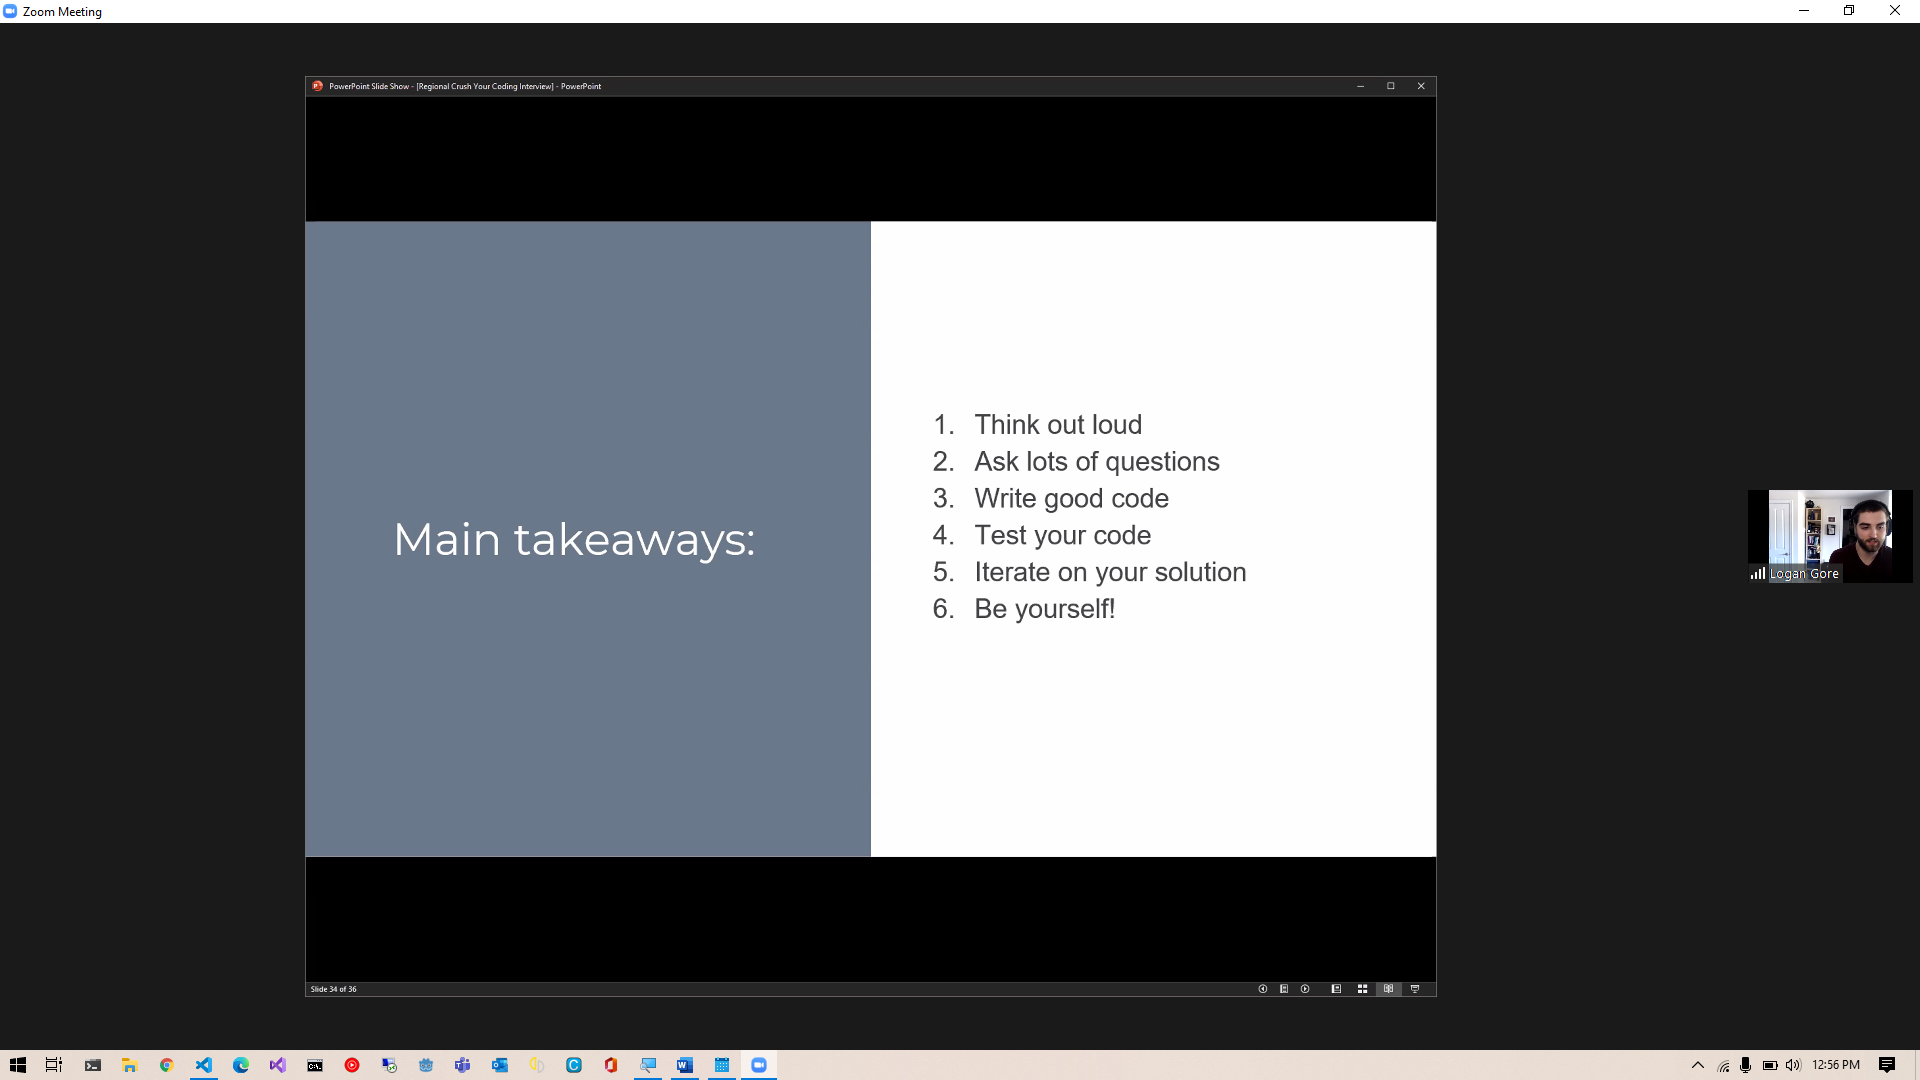 Zoom Meeting
PowerPoint Slide Show - [Regional Crush Your Coding Interview] - PowerPoint
Main takeaways:
1. Think out loud
2. Ask lots of questions
3. Write good code
4. Test your code
5. Iterate on your solution
6. Be yourself!
Logan Gore
Slide 34 of 36
12:56 PM